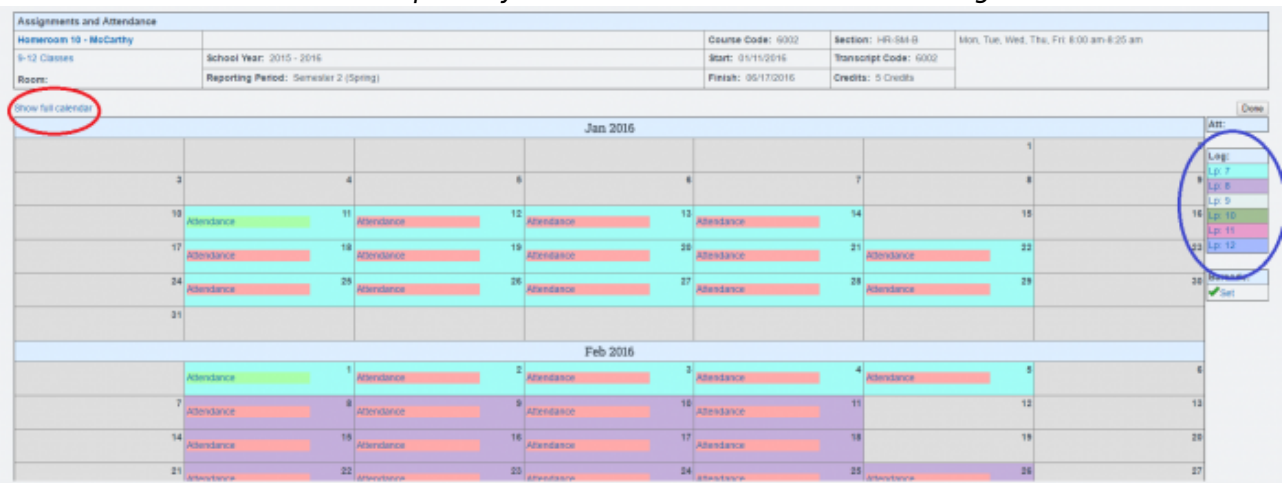 Assignments and Attendance
Homeroom 10 - McCarthy Course Code: 6002 Section: HR-SM-B Mon, Tue, Wed, Thu, Fri: 8:00 am-8:25 am
9-12 Classes School Year: 2015 - 2016 Start: 01/11/2016 Transcript Code: 6002
Room: Reporting Period: Semester 2 (Spring) Finish: 06/17/2016 Credits: 5 Credits
Show full calendar Done
Jan 2016 Att:
1 2
Log:
Lp: 7
3 4 5 6 7 8 9
Lp: 8
Lp: 9
10 Attendance 11 Attendance 12 Attendance 13 Attendance 14 15 16
Lp: 10
Lp: 11
17 Attendance 18 Attendance 19 Attendance 20 Attendance 21 Attendance 22 23
Lp: 12
24 Attendance 25 Attendance 26 Attendance 27 Attendance 28 Attendance 29 30
Set
31
Feb 2016
Attendance 1 Attendance 2 Attendance 3 Attendance 4 Attendance 5 6
7 Attendance 8 Attendance 9 Attendance 10 Attendance 11 12 13
14 Attendance 15 Attendance 16 Attendance 17 Attendance 18 19 20
21 Attendance 22 Attendance 23 Attendance 24 Attendance 25 Attendance 26 27